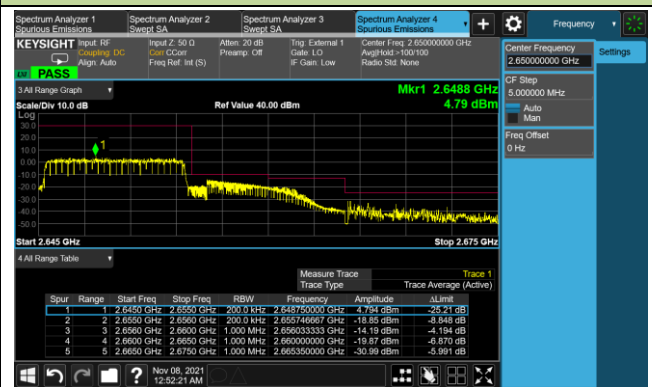 Spectrum Analyzer 1
Spurious Emissions
Spectrum Analyzer 2
Swept SA
Spectrum Analyzer 3
Swept SA
Spectrum Analyzer 4
Spurious Emissions
Frequency
KEYSIGHT
Input: RF
Coupling: DC
Align: Auto
Input Z: 50 Ω
Corr CCorr
Freq Ref: Int (S)
Atten: 20 dB
Preamp: Off
Trig: External 1
Gate: LO
IF Gain: Low
Center Freq: 2.650000000 GHz
Avg|Hold:>100/100
Radio Std: None
PASS
Center Frequency
2.650000000 GHz
Settings
CF Step
5.000000 MHz
Auto
Man
Freq Offset
0 Hz
3 All Range Graph
Mkr1 2.6488 GHz
Scale/Div 10.0 dB
Ref Value 40.00 dBm
4.79 dBm
Log
30.0
20.0
10.0
0.00
-10.0
-20.0
-30.0
-40.0
-50.0
1
Start 2.645 GHz
Stop 2.675 GHz
4 All Range Table
Measure Trace Trace 1
Trace Type Trace Average (Active)
Spur Range Start Freq Stop Freq RBW Frequency Amplitude ΔLimit
1 1 2.6450 GHz 2.6550 GHz 200.0 kHz 2.648750000 GHz 4.794 dBm -25.21 dB
2 2 2.6550 GHz 2.6560 GHz 200.0 kHz 2.655746667 GHz -18.85 dBm -8.848 dB
3 3 2.6560 GHz 2.6600 GHz 1.000 MHz 2.656033333 GHz -14.19 dBm -4.194 dB
4 4 2.6600 GHz 2.6650 GHz 1.000 MHz 2.660000000 GHz -19.87 dBm -6.870 dB
5 5 2.6650 GHz 2.6750 GHz 1.000 MHz 2.665350000 GHz -30.99 dBm -5.991 dB
Nov 08, 2021
12:52:21 AM